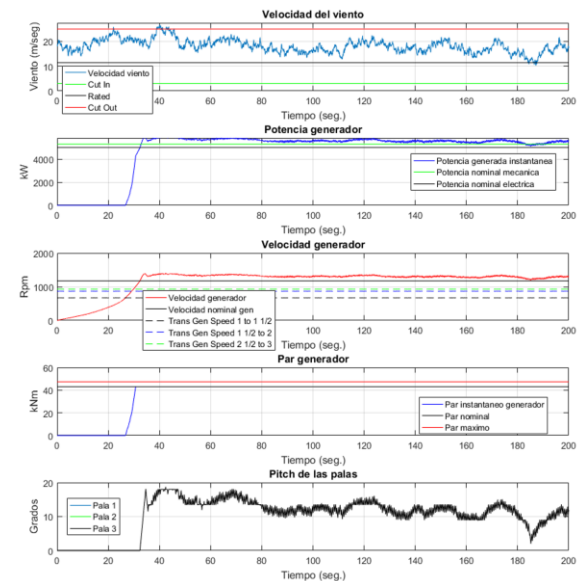 Velocidad del viento
Viento (m/seg)
20
10
0
Velocidad viento
Cut In
Rated
Cut Out
0 20 40 60 80 100 120 140 160 180 200
Tiempo (seg.)
Potencia generador
kW
4000
2000
0
Potencia generada instantanea
Potencia nominal mecanica
Potencia nominal electrica
0 20 40 60 80 100 120 140 160 180 200
Tiempo (seg.)
Velocidad generador
Rpm
2000
1000
0
Velocidad generador
Velocidad nominal gen
Trans Gen Speed 1 to 1 1/2
Trans Gen Speed 1 1/2 to 2
Trans Gen Speed 2 1/2 to 3
0 20 40 60 80 100 120 140 160 180 200
Tiempo (seg.)
Par generador
kNm
60
40
20
0
Par instantaneo generador
Par nominal
Par maximo
0 20 40 60 80 100 120 140 160 180 200
Tiempo (seg.)
Pitch de las palas
Grados
20
10
0
Pala 1
Pala 2
Pala 3
0 20 40 60 80 100 120 140 160 180 200
Tiempo (seg.)